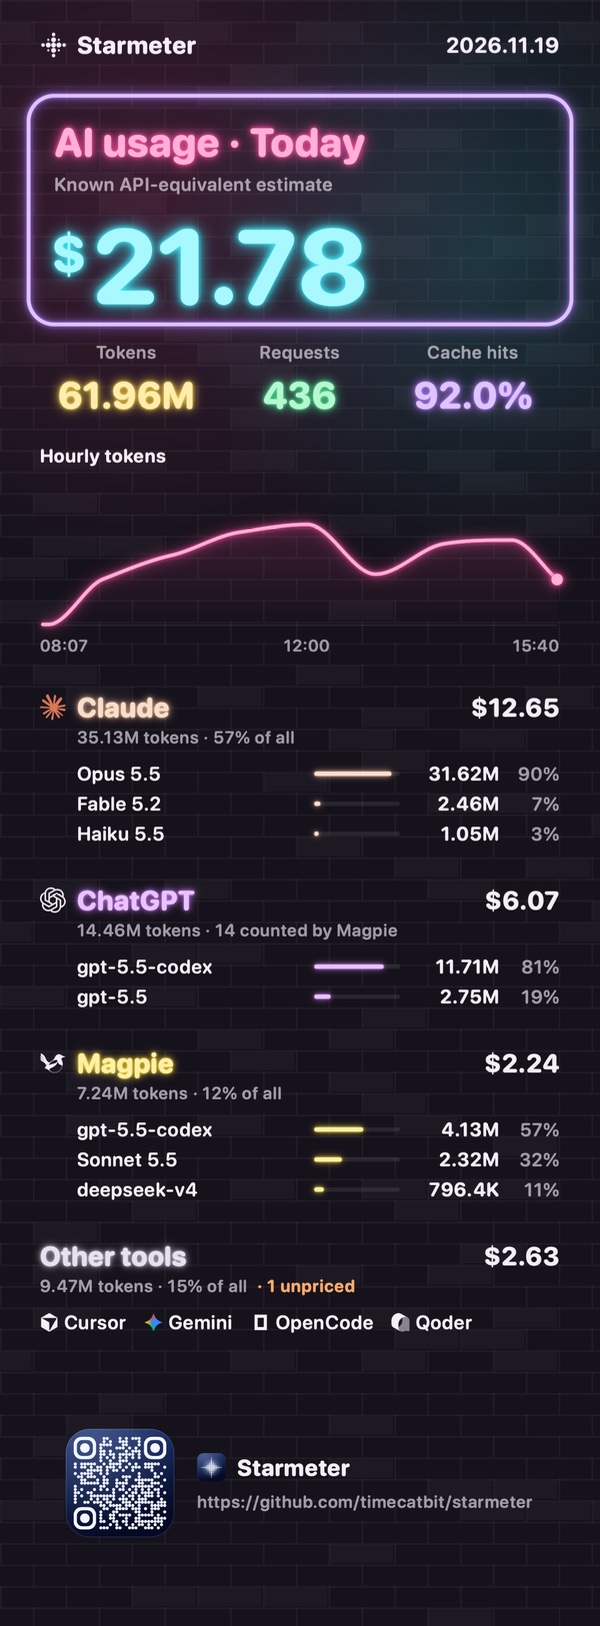 Starmeter 2026.11.19
AI usage · Today
Known API-equivalent estimate
$21.78
Tokens Requests Cache hits
61.96M 436 92.0%
Hourly tokens
08:07 12:00 15:40
Claude $12.65
35.13M tokens · 57% of all
Opus 5.5 31.62M 90%
Fable 5.2 2.46M 7%
Haiku 5.5 1.05M 3%
ChatGPT $6.07
14.46M tokens · 14 counted by Magpie
gpt-5.5-codex 11.71M 81%
gpt-5.5 2.75M 19%
Magpie $2.24
7.24M tokens · 12% of all
gpt-5.5-codex 4.13M 57%
Sonnet 5.5 2.32M 32%
deepseek-v4 796.4K 11%
Other tools $2.63
9.47M tokens · 15% of all · 1 unpriced
Cursor Gemini OpenCode Qoder
Starmeter
https://github.com/timecatbit/starmeter